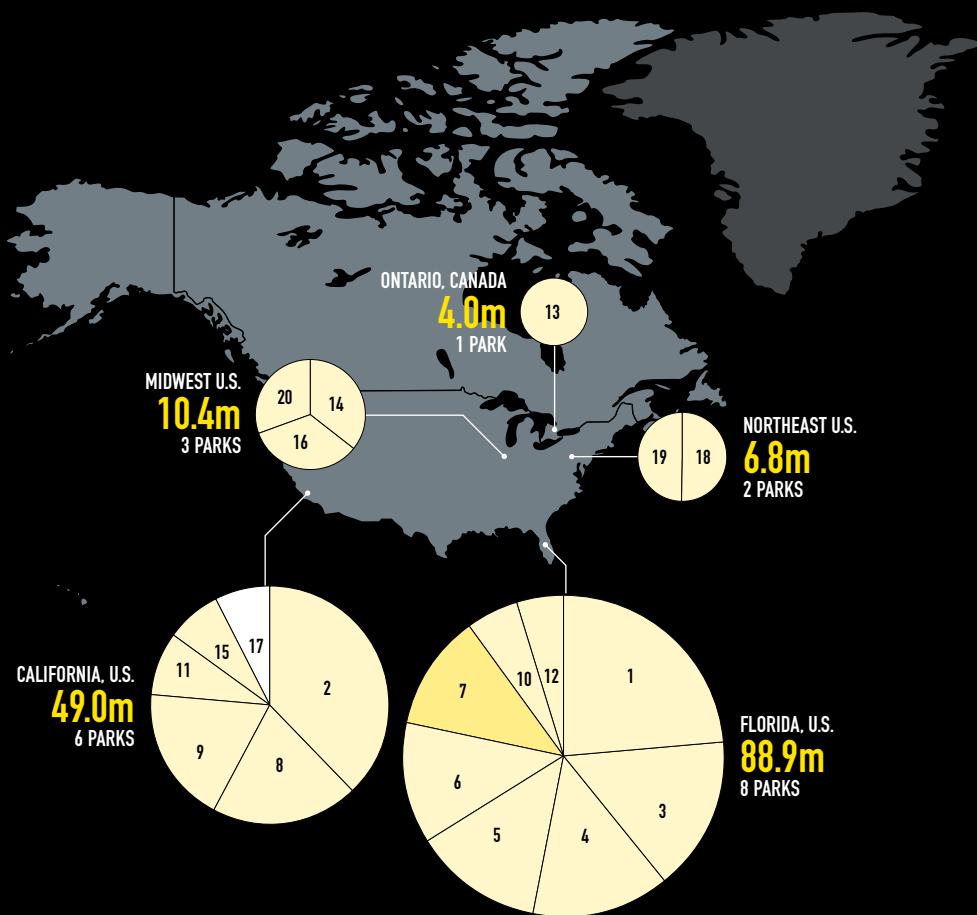 ONTARIO, CANADA
4.0m
1 PARK
13
MIDWEST U.S.
10.4m
3 PARKS
20
14
16
NORTHEAST U.S.
6.8m
2 PARKS
19
18
CALIFORNIA, U.S.
49.0m
6 PARKS
17
15
11
2
9
8
FLORIDA, U.S.
88.9m
8 PARKS
12
10
1
7
6
3
5
4